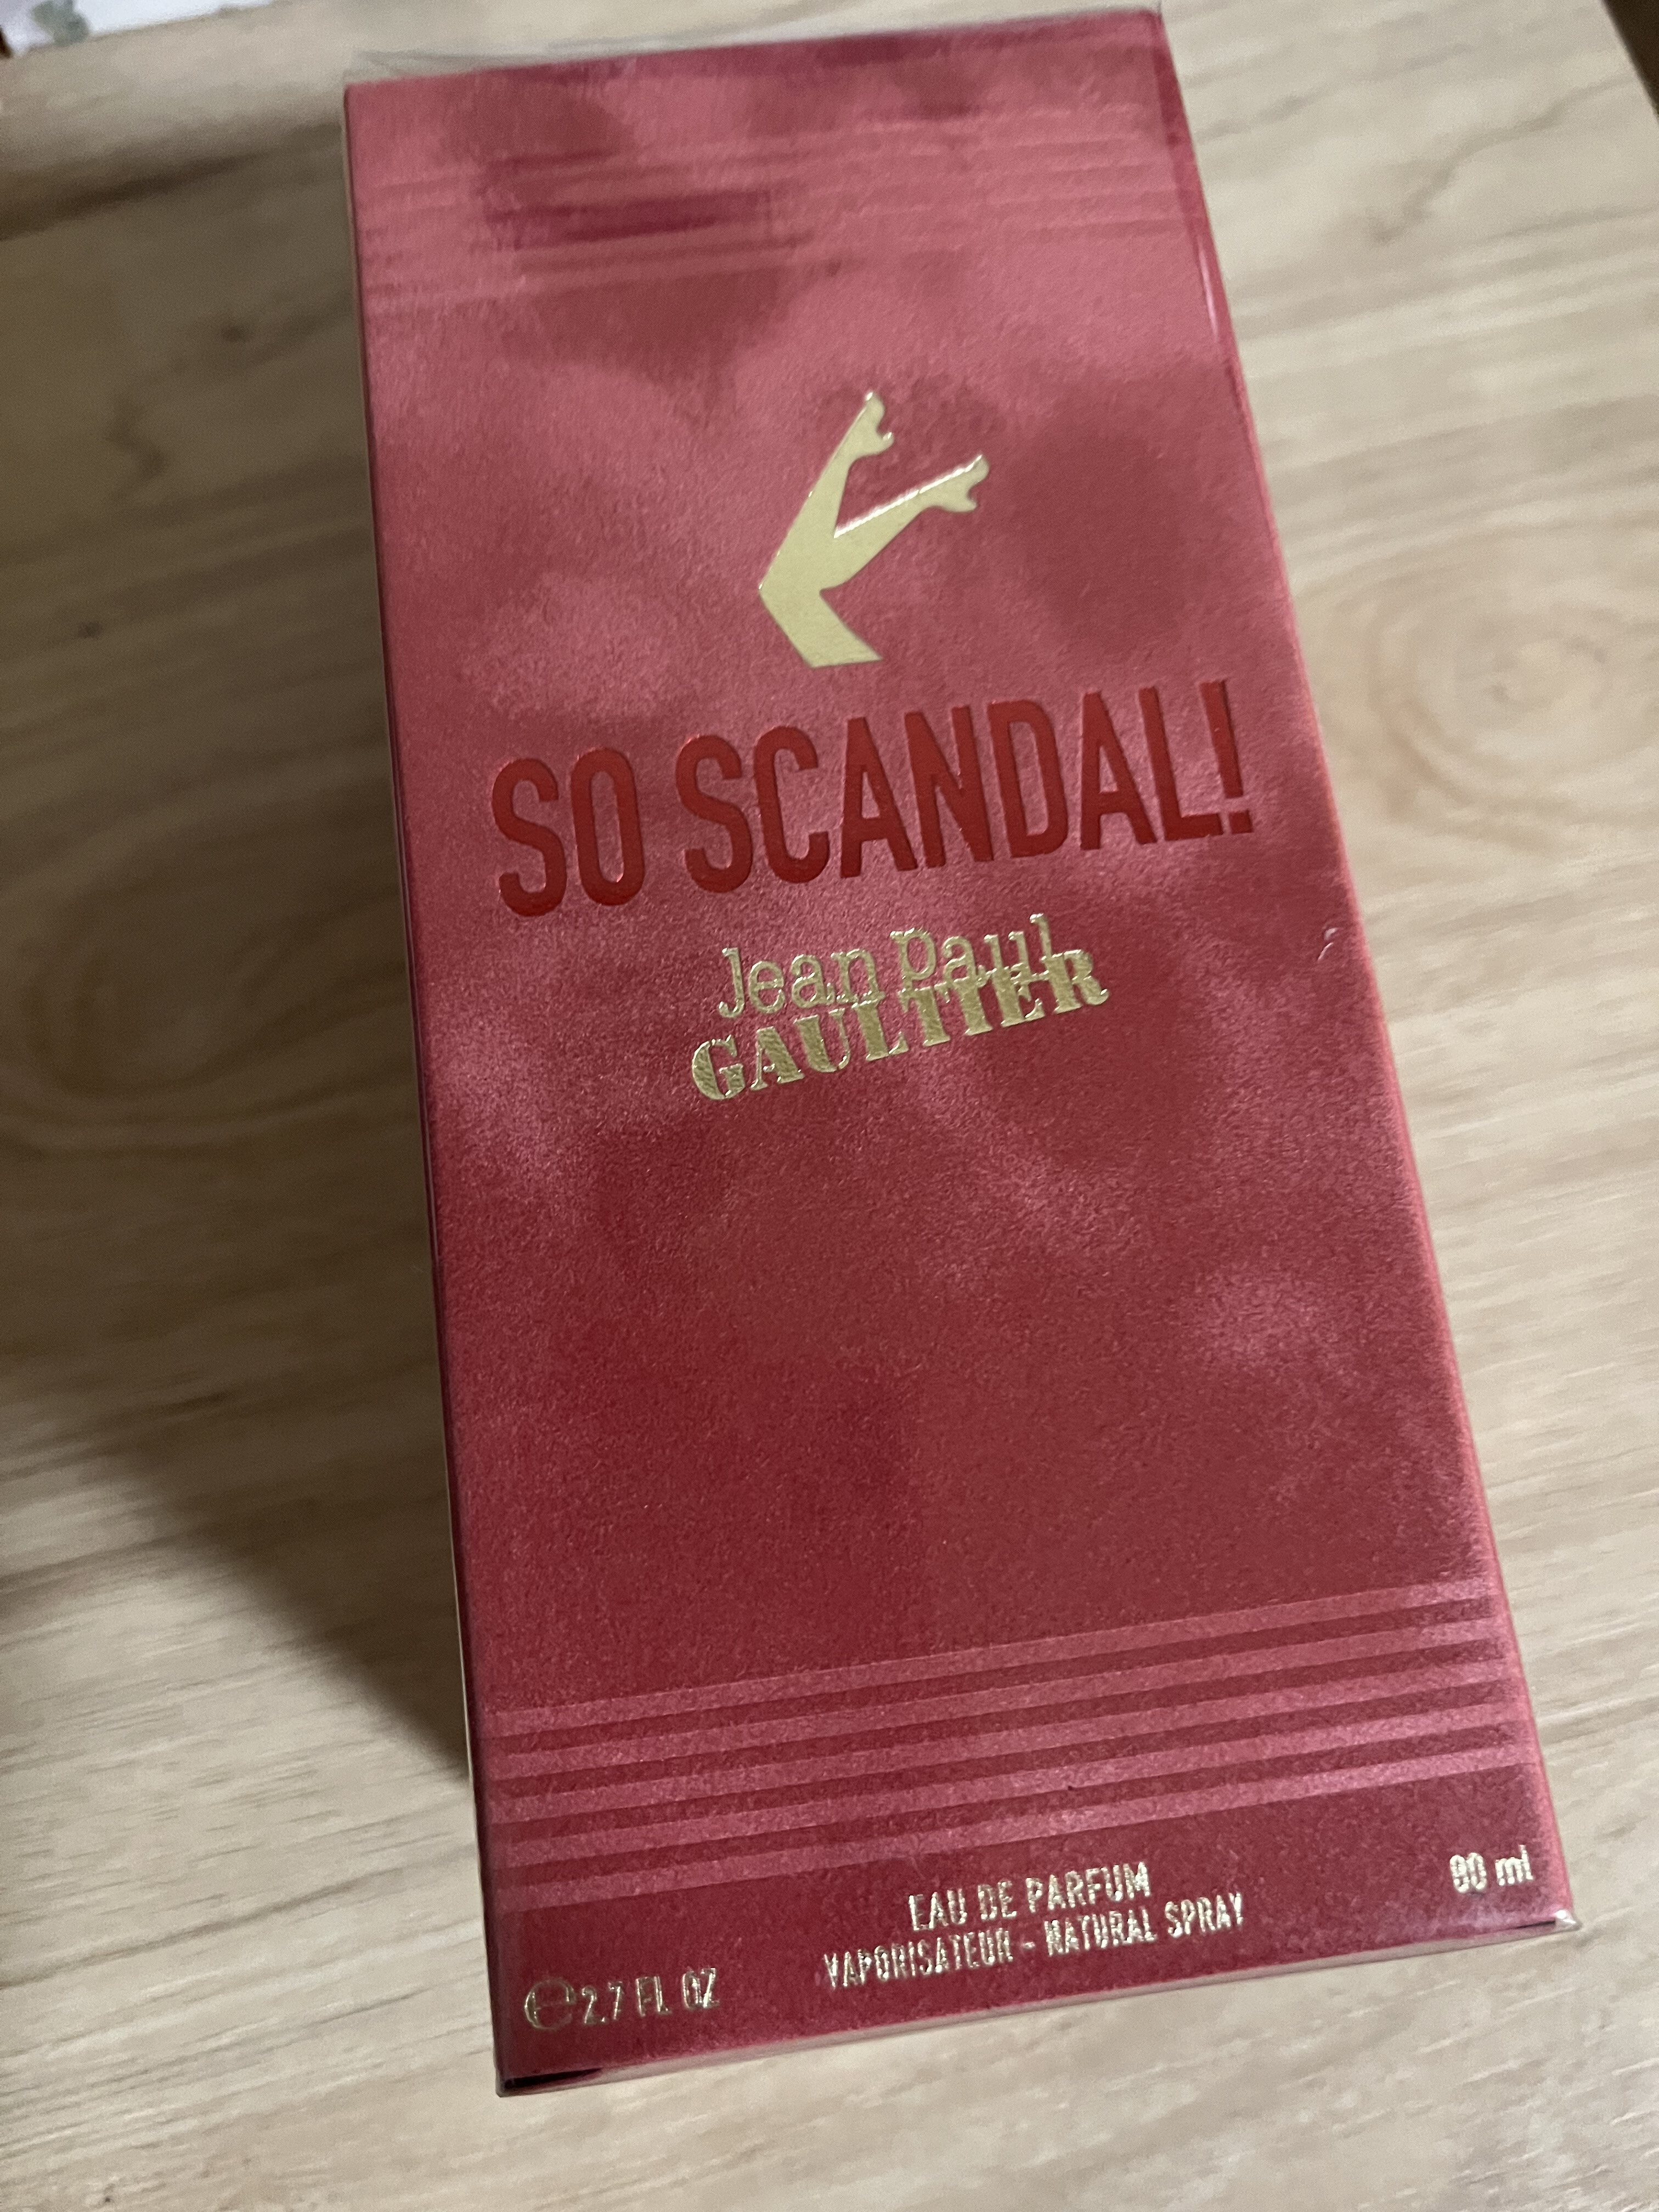 SO SCANDAL!
Jean Paul
GAULTIER
EAU DE PARFUM
VAPORISATEUR - NATURAL SPRAY
80 ml
℮ 2.7 FL OZ